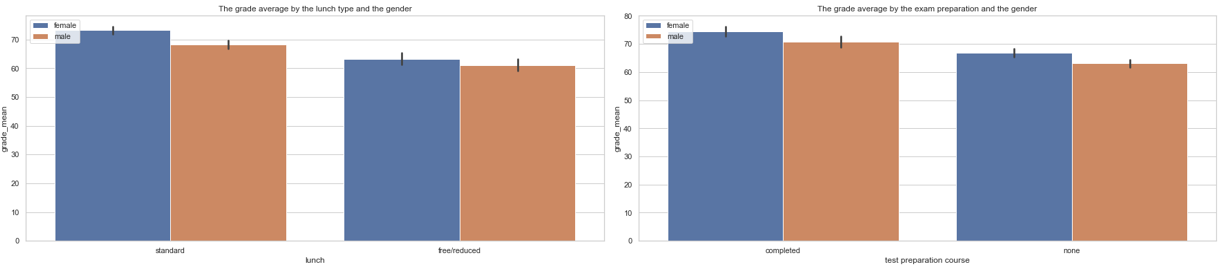 The grade average by the lunch type and the gender
female
male
70
60
50
40
30
20
10
0
grade_mean
standard
free/reduced
lunch
The grade average by the exam preparation and the gender
female
male
80
70
60
50
40
30
20
10
0
grade_mean
completed
none
test preparation course